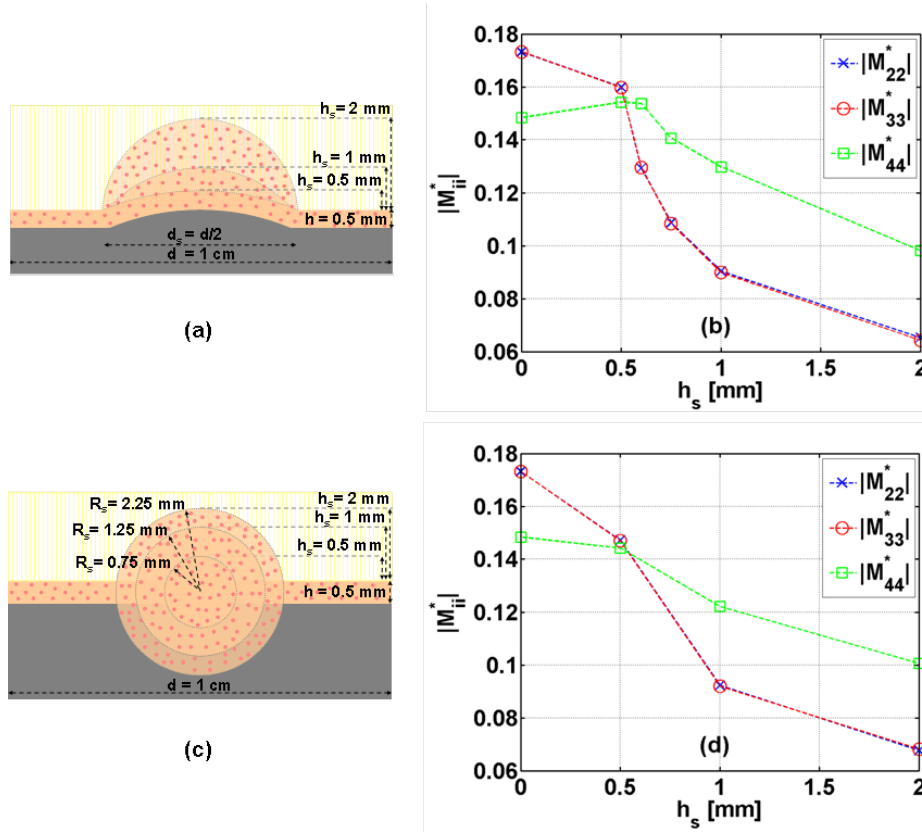 h_s = 2 mm
h_s = 1 mm
h_s = 0.5 mm
h = 0.5 mm
d_s = d/2
d = 1 cm
(a)
0.18
0.16
0.14
0.12
0.1
0.08
0.06
|M*_ii|
0
0.5
1
1.5
2
h_s [mm]
|M*_22|
|M*_33|
|M*_44|
(b)
R_s = 2.25 mm
R_s = 1.25 mm
R_s = 0.75 mm
h_s = 2 mm
h_s = 1 mm
h_s = 0.5 mm
h = 0.5 mm
d = 1 cm
(c)
0.18
0.16
0.14
0.12
0.1
0.08
0.06
|M*_ii|
0
0.5
1
1.5
2
h_s [mm]
|M*_22|
|M*_33|
|M*_44|
(d)